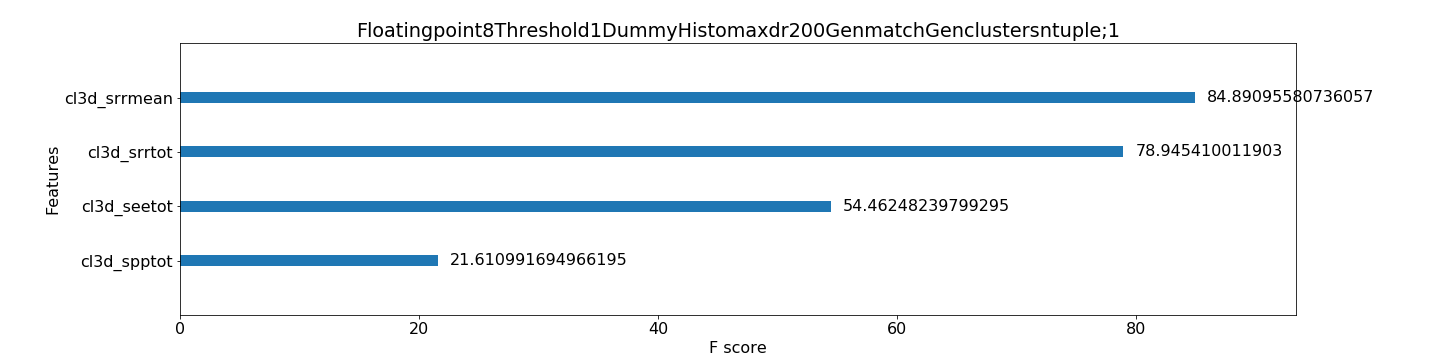 Floatingpoint8Threshold1DummyHistomaxdr200GenmatchGenclustersntuple;1
Features
cl3d_srrmean
84.89095580736057
cl3d_srrtot
78.945410011903
cl3d_seetot
54.46248239799295
cl3d_spptot
21.610991694966195
0 20 40 60 80
F score